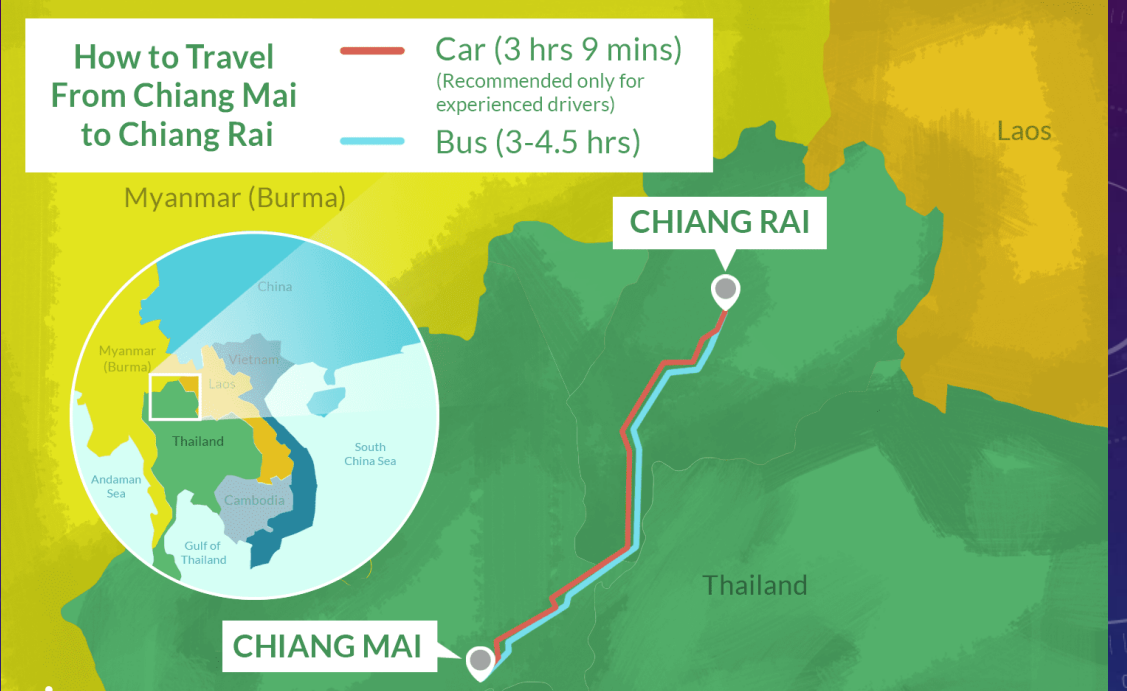 How to Travel
From Chiang Mai
to Chiang Rai
Car (3 hrs 9 mins)
(Recommended only for
experienced drivers)
Bus (3-4.5 hrs)
Laos
Myanmar (Burma)
CHIANG RAI
China
Myanmar
(Burma)
Vietnam
Laos
Thailand
South
China Sea
Andaman
Sea
Cambodia
Gulf of
Thailand
Thailand
CHIANG MAI